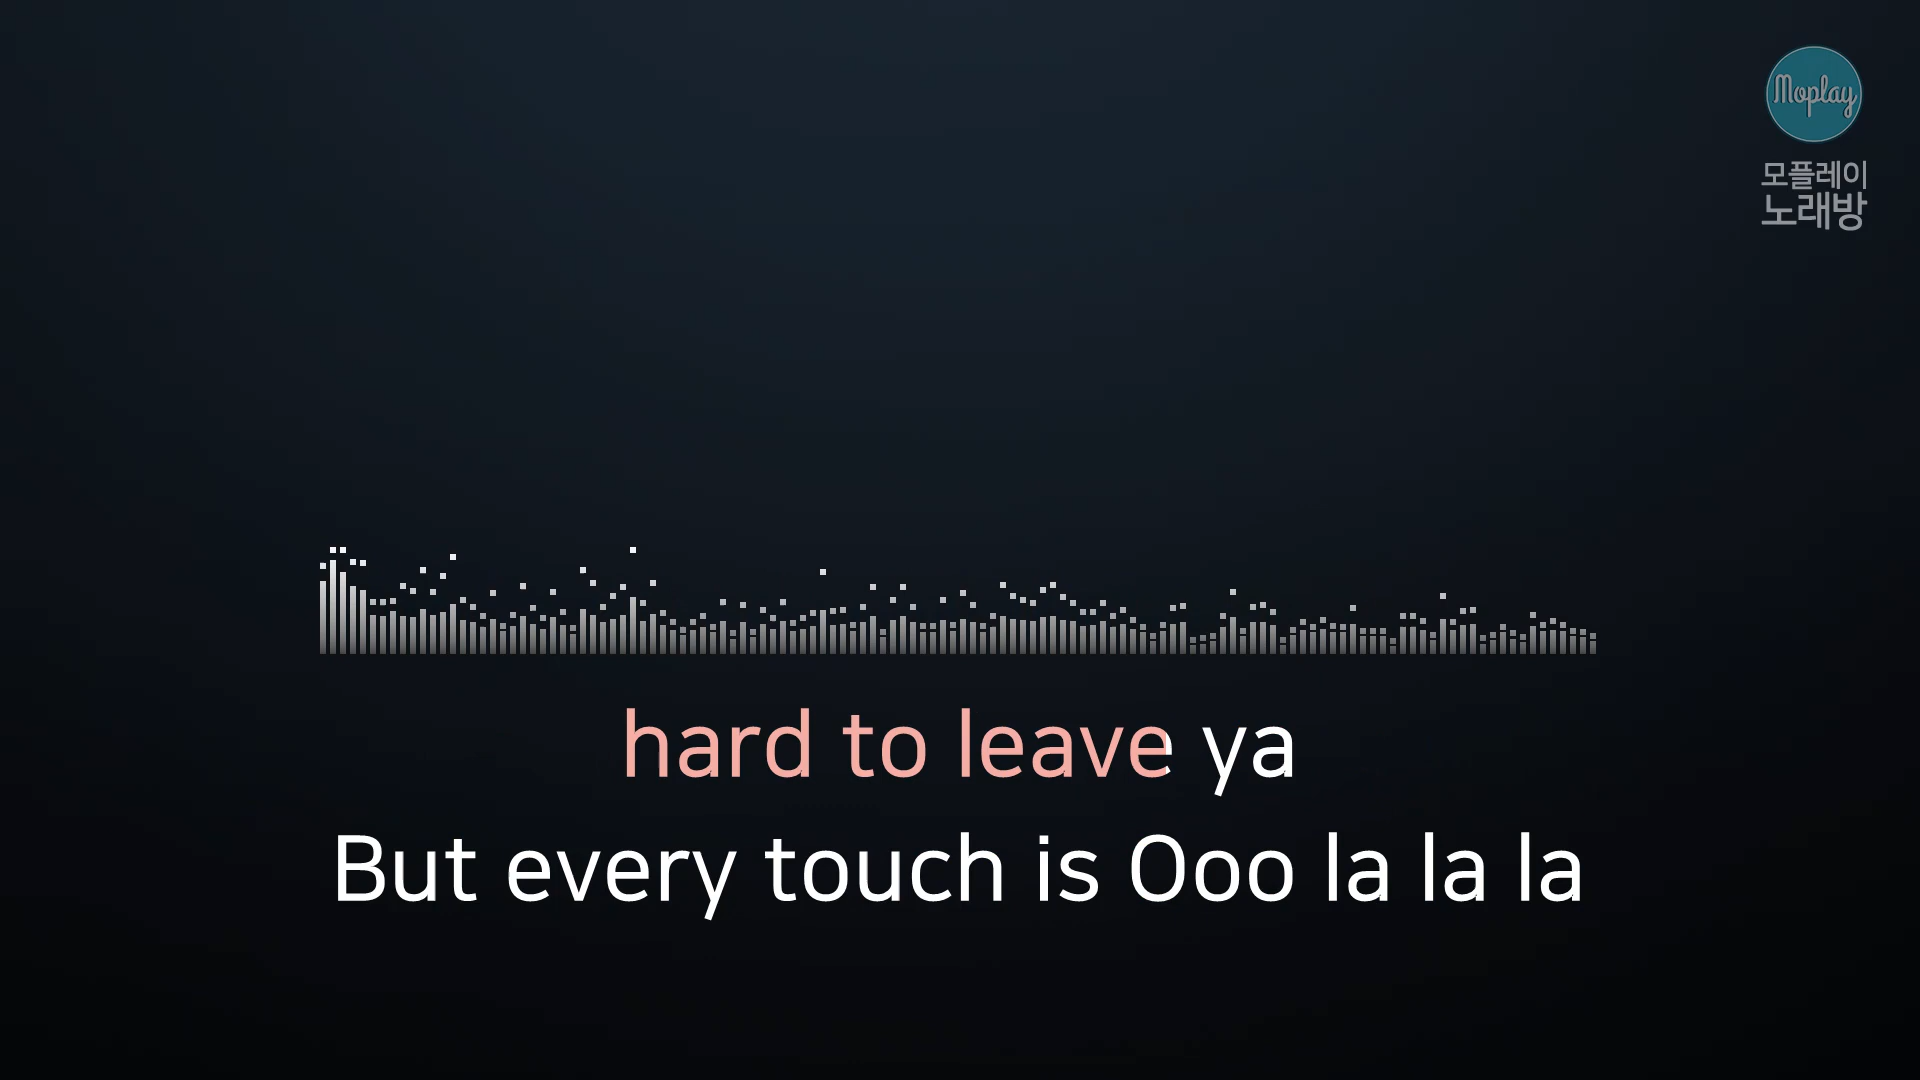 Moplay
모플레이
노래방
hard to leave ya
But every touch is Ooo la la la